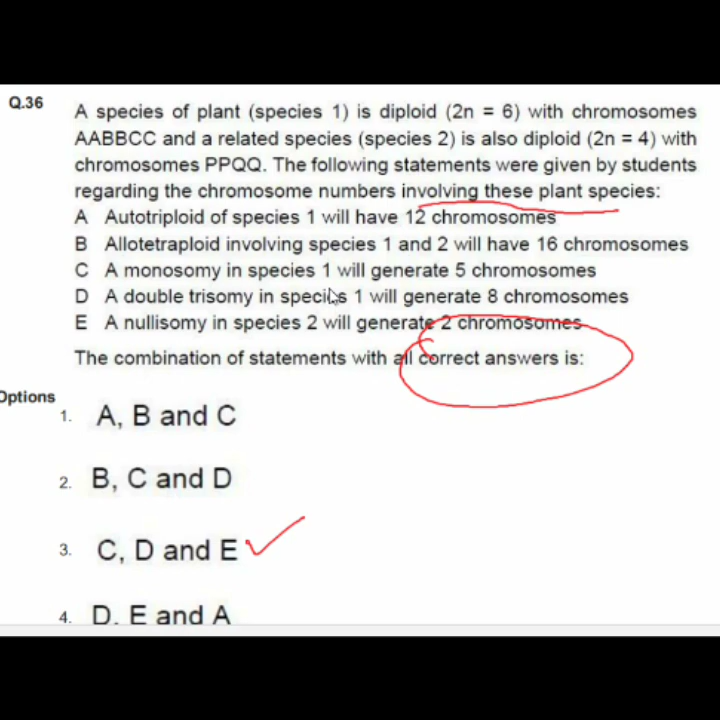 Q.36
A species of plant (species 1) is diploid (2n = 6) with chromosomes
AABBCC and a related species (species 2) is also diploid (2n = 4) with
chromosomes PPQQ. The following statements were given by students
regarding the chromosome numbers involving these plant species:
A Autotriploid of species 1 will have 12 chromosomes
B Allotetraploid involving species 1 and 2 will have 16 chromosomes
C A monosomy in species 1 will generate 5 chromosomes
D A double trisomy in species 1 will generate 8 chromosomes
E A nullisomy in species 2 will generate 2 chromosomes
The combination of statements with all correct answers is:
Options
1. A, B and C
2. B, C and D
3. C, D and E
4. D, E and A